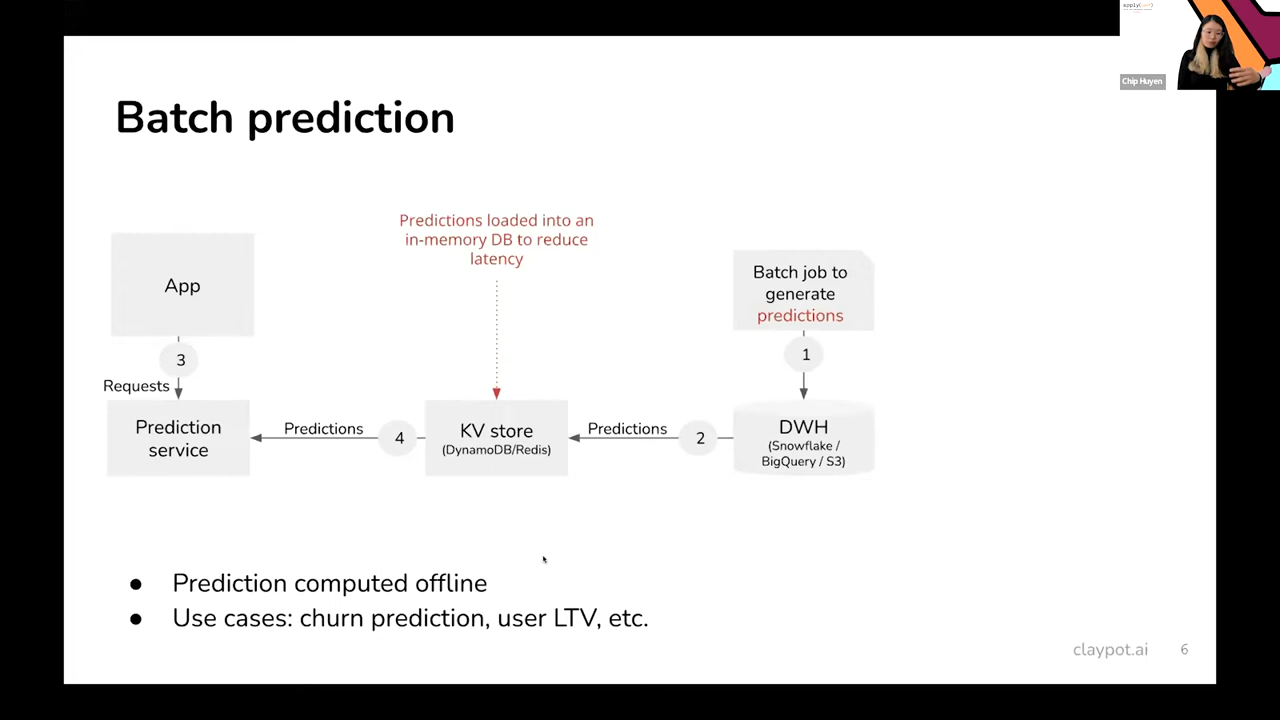 apply(conf)
Chip Huyen
Batch prediction
Predictions loaded into an
in-memory DB to reduce
latency
App
Batch job to
generate
predictions
3
1
Requests
Prediction
service
Predictions
4
KV store
(DynamoDB/Redis)
Predictions
2
DWH
(Snowflake /
BigQuery / S3)
● Prediction computed offline
● Use cases: churn prediction, user LTV, etc.
claypot.ai
6